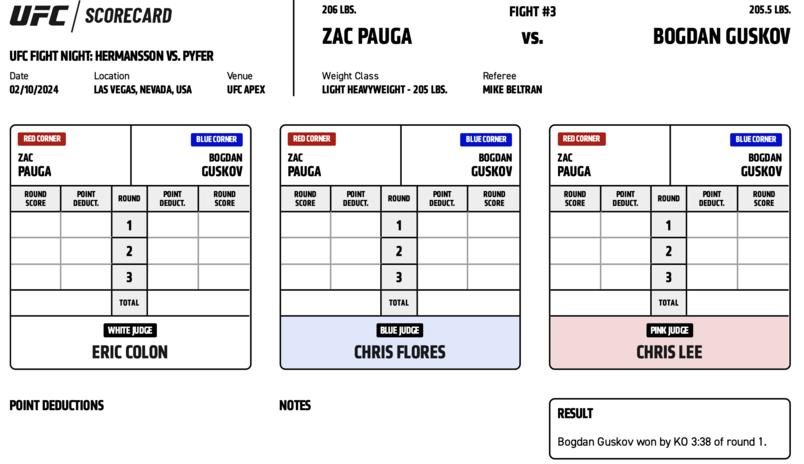 UFC SCORECARD
UFC FIGHT NIGHT: HERMANSSON VS. PYFER
Date Location Venue
02/10/2024 LAS VEGAS, NEVADA, USA UFC APEX
206 LBS. FIGHT #3 205.5 LBS.
ZAC PAUGA vs. BOGDAN GUSKOV
Weight Class Referee
LIGHT HEAVYWEIGHT - 205 LBS. MIKE BELTRAN
RED CORNER BLUE CORNER
ZAC BOGDAN
PAUGA GUSKOV
ROUND POINT ROUND POINT ROUND
SCORE DEDUCT. DEDUCT. SCORE
1
2
3
TOTAL
WHITE JUDGE
ERIC COLON
RED CORNER BLUE CORNER
ZAC BOGDAN
PAUGA GUSKOV
ROUND POINT ROUND POINT ROUND
SCORE DEDUCT. DEDUCT. SCORE
1
2
3
TOTAL
BLUE JUDGE
CHRIS FLORES
RED CORNER BLUE CORNER
ZAC BOGDAN
PAUGA GUSKOV
ROUND POINT ROUND POINT ROUND
SCORE DEDUCT. DEDUCT. SCORE
1
2
3
TOTAL
PINK JUDGE
CHRIS LEE
POINT DEDUCTIONS
NOTES
RESULT
Bogdan Guskov won by KO 3:38 of round 1.